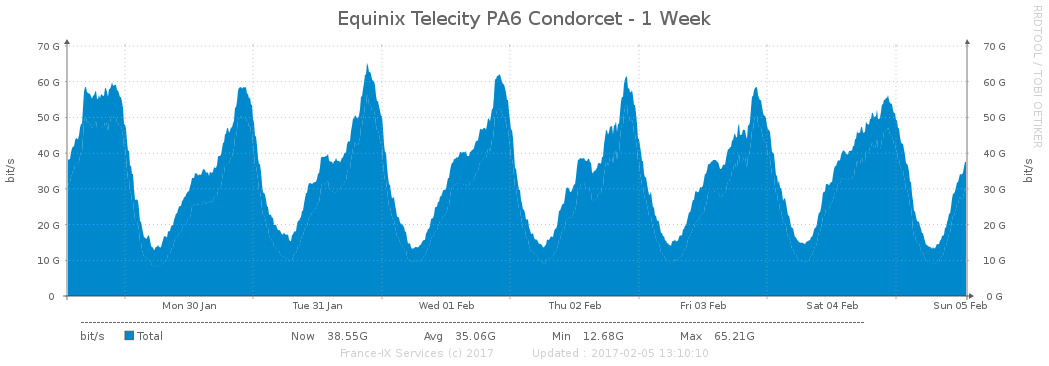 Equinix Telecity PA6 Condorcet - 1 Week
RRDTOOL / TOBI OETIKER
70 G 70 G
60 G 60 G
50 G 50 G
40 G 40 G
30 G 30 G
20 G 20 G
10 G 10 G
0 0 G
bit/s bit/s
Mon 30 Jan Tue 31 Jan Wed 01 Feb Thu 02 Feb Fri 03 Feb Sat 04 Feb Sun 05 Feb
bit/s Total Now 38.55G Avg 35.06G Min 12.68G Max 65.21G
France-IX Services (c) 2017 Updated : 2017-02-05 13:10:10